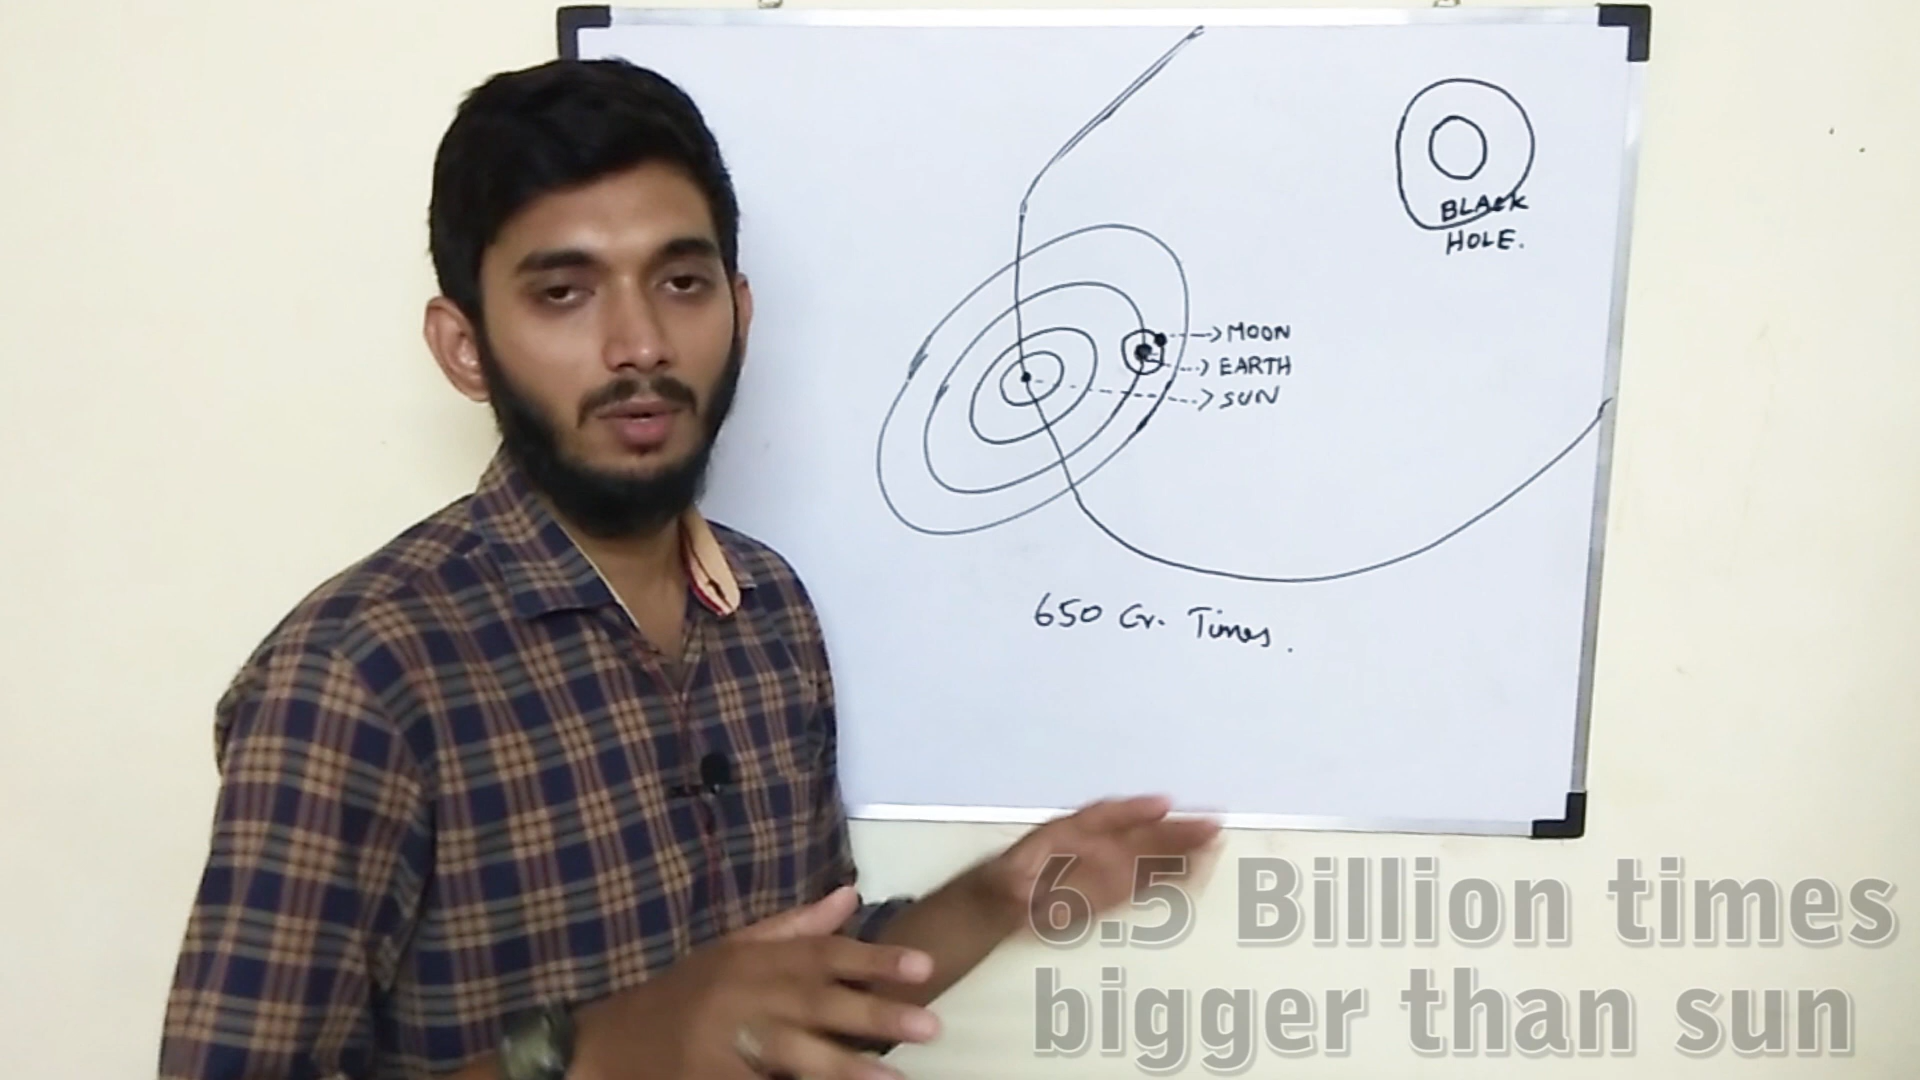 BLACK
HOLE.
MOON
EARTH
SUN
650 Cr. Times.
6.5 Billion times
bigger than sun